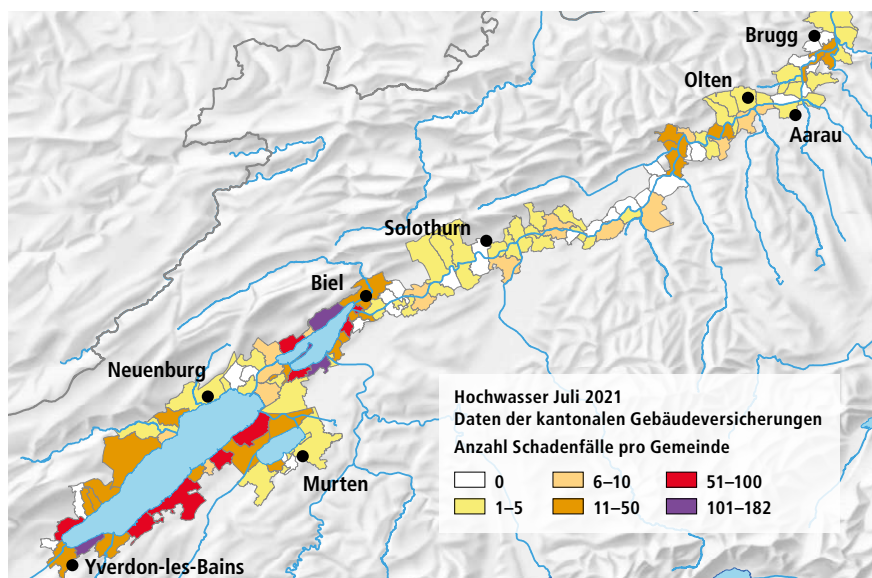 Brugg
Olten
Aarau
Solothurn
Biel
Neuenburg
Murten
Yverdon-les-Bains
Hochwasser Juli 2021
Daten der kantonalen Gebäudeversicherungen
Anzahl Schadenfälle pro Gemeinde
0 6–10 51–100
1–5 11–50 101–182